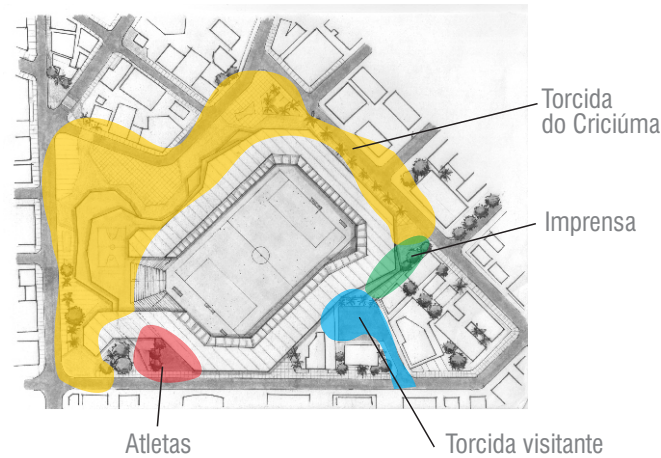 Torcida
do Criciúma
Imprensa
Atletas
Torcida visitante